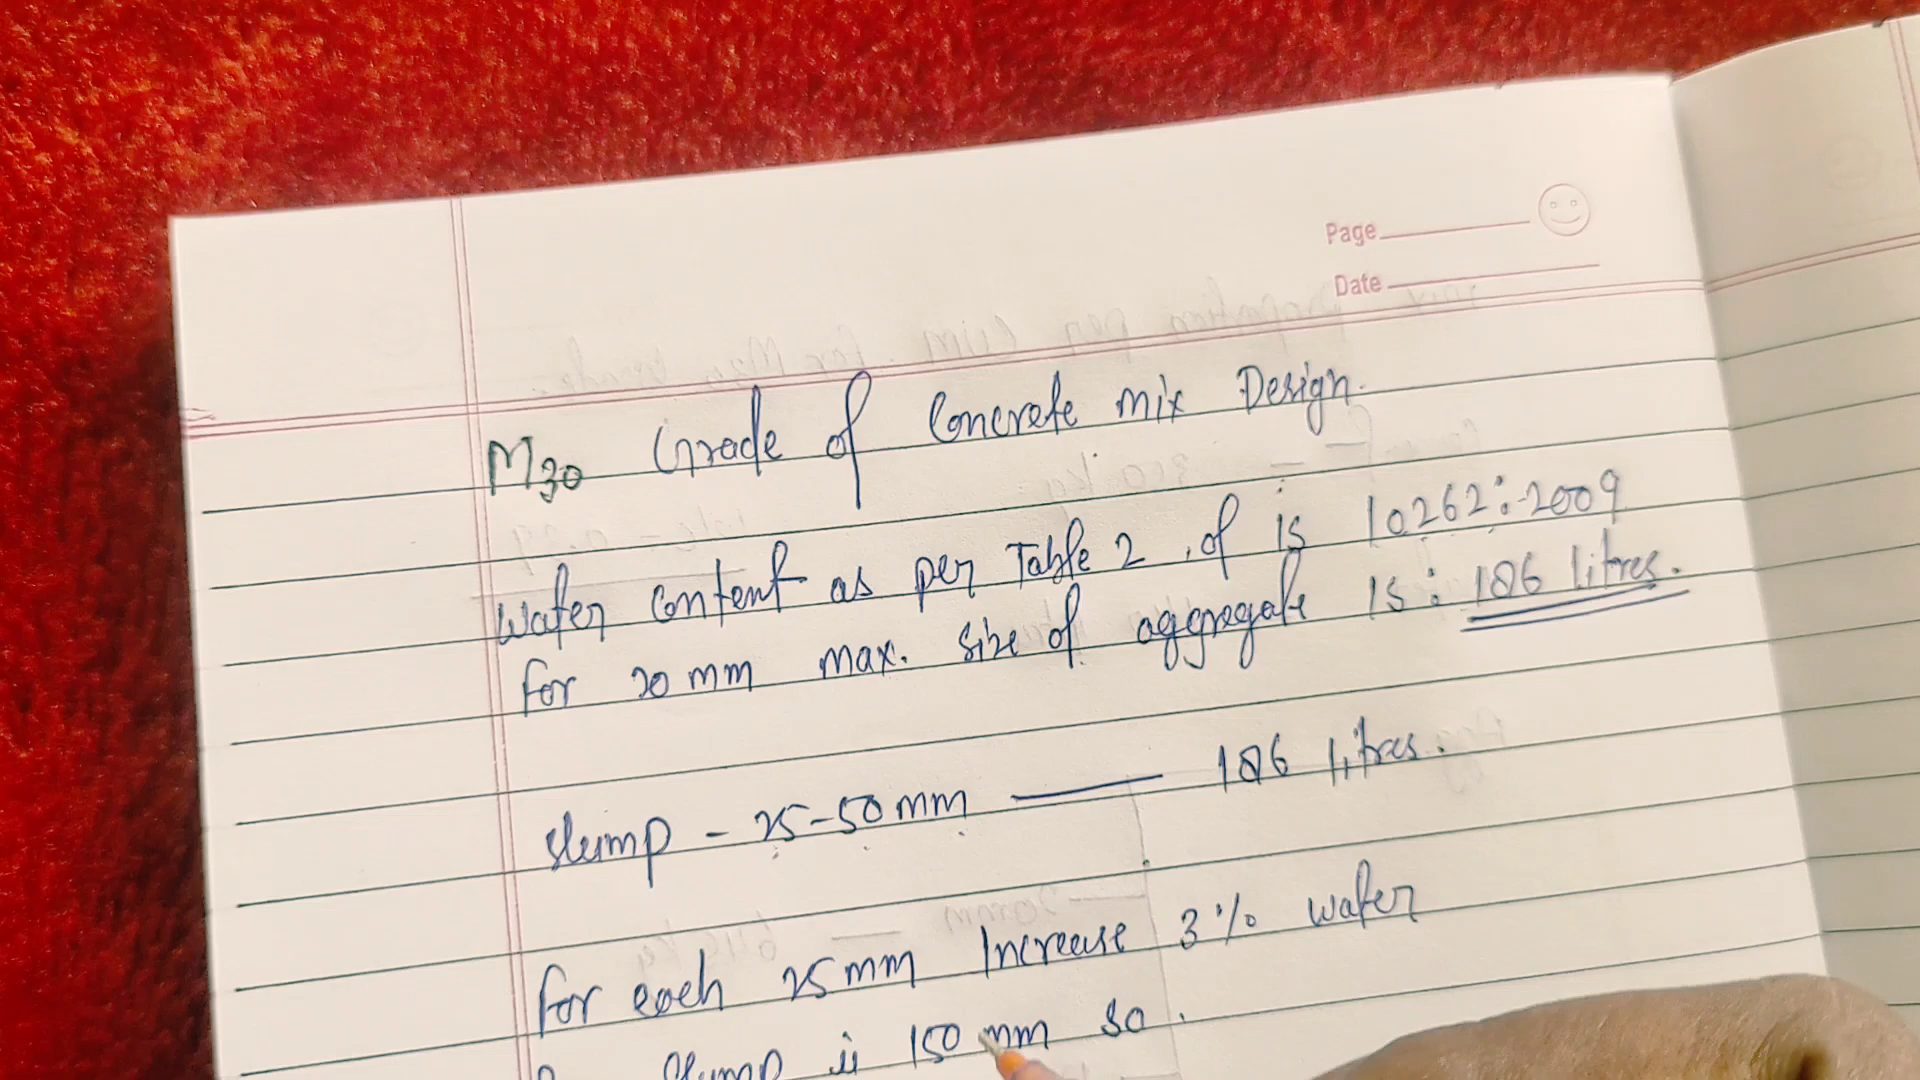 Page
Date
M30 Grade of Concrete mix Design.
water content as per Table 2, of is 10262:2009
for 20 mm max. size of aggregate is: 186 litres.
slump - 25-50 mm — 186 litres.
for each 25 mm Increase 3% water
slump is 150 mm so.